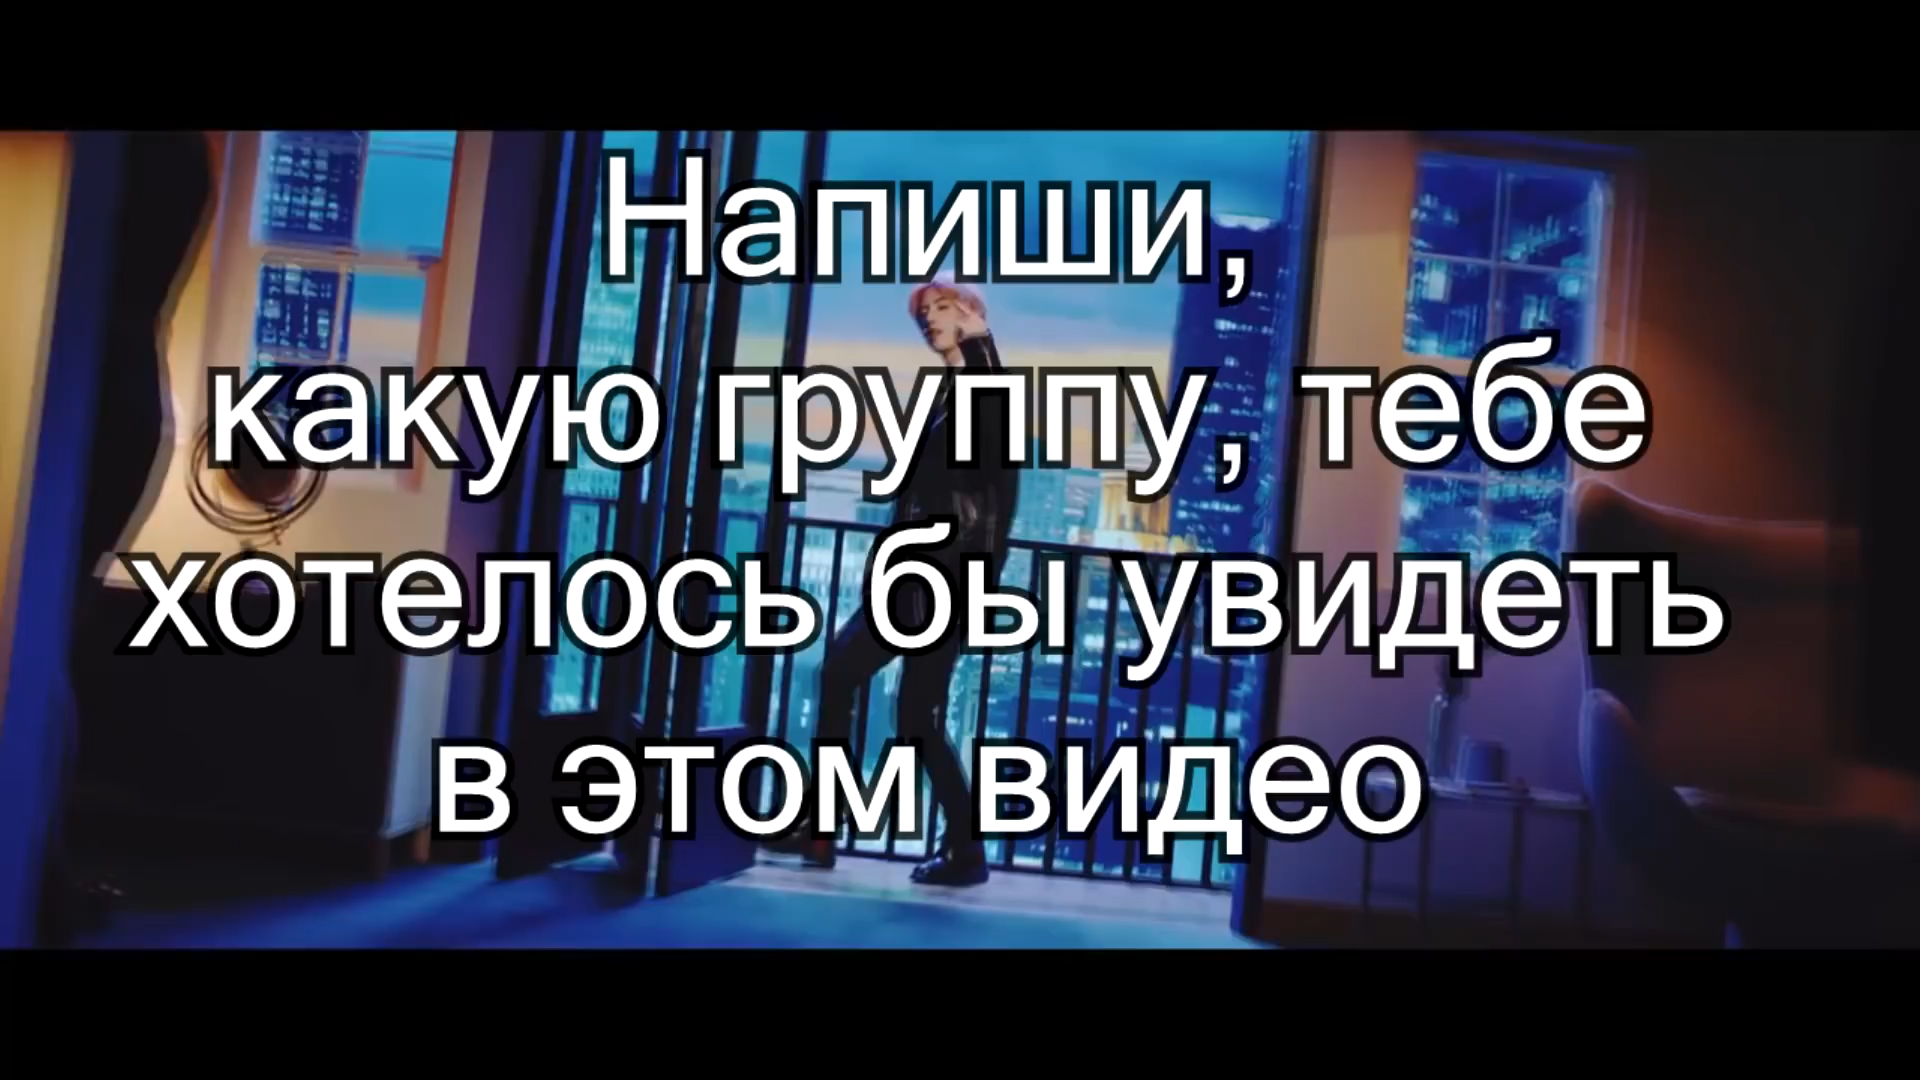 Напиши,
какую группу, тебе
хотелось бы увидеть
в этом видео